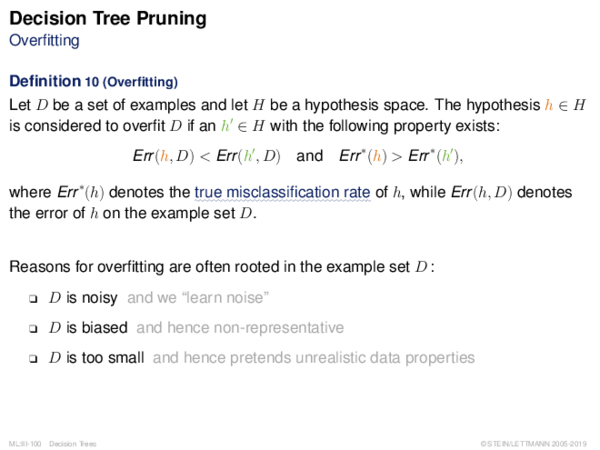 Decision Tree Pruning
Overfitting
Definition 10 (Overfitting)
Let D be a set of examples and let H be a hypothesis space. The hypothesis h ∈ H
is considered to overfit D if an h′ ∈ H with the following property exists:
Err(h, D) < Err(h′, D) and Err*(h) > Err*(h′),
where Err*(h) denotes the true misclassification rate of h, while Err(h, D) denotes
the error of h on the example set D.
Reasons for overfitting are often rooted in the example set D:
❑ D is noisy and we “learn noise”
❑ D is biased and hence non-representative
❑ D is too small and hence pretends unrealistic data properties
ML:III-100 Decision Trees © STEIN/LETTMANN 2005-2019